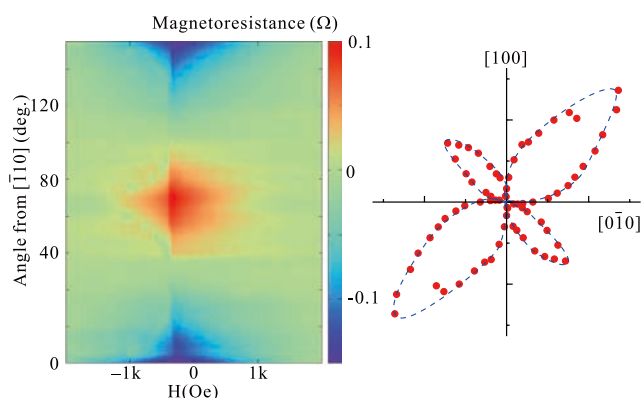 Magnetoresistance (Ω)
Angle from [1̄10] (deg.)
120
80
40
0
−1k
0
1k
H(Oe)
0.1
0
-0.1
[100]
[01̄0]